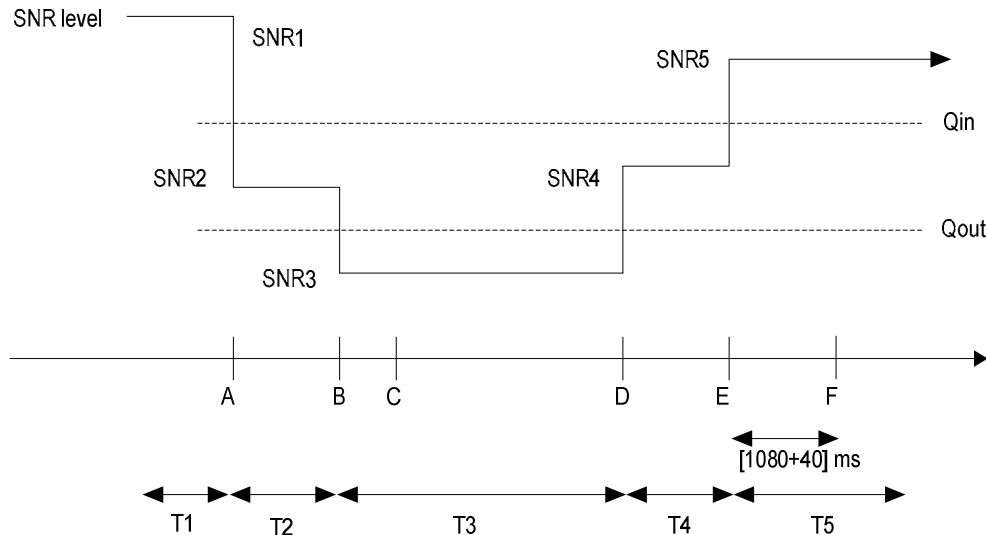 SNR level
SNR1
SNR5
Qin
SNR2
SNR4
Qout
SNR3
A B C D E F
[1080+40] ms
T1 T2 T3 T4 T5